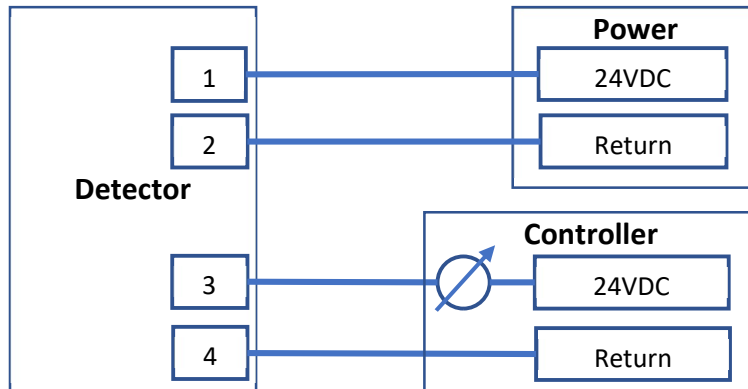 Power
1
24VDC
2
Return
Detector
Controller
3
24VDC
4
Return